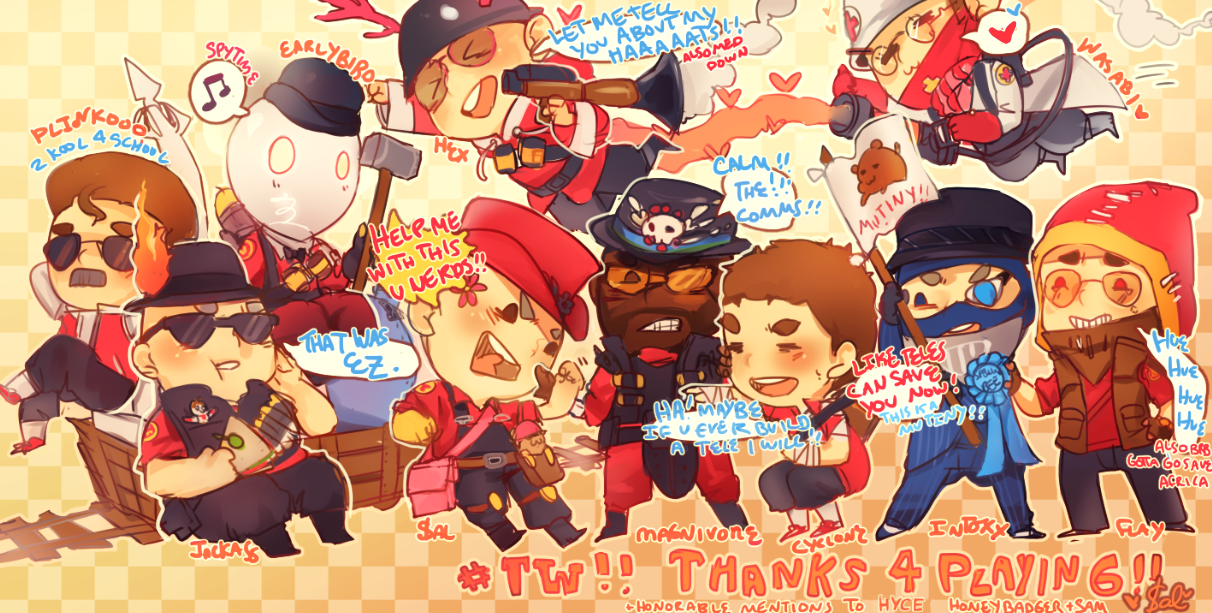 PLINKOOO
2 KOOL 4 SCHOOL
SPYTIME
EARLYBIRD
HEX
LET ME TELL
YOU ABOUT MY
HAAAAATS!!
ALSO MED
DOWN
WASABI
HELP ME
WITH THIS
U NERDS!!
CALM!!
THE!!
COMMS!!
MUTINY!!
THAT WAS
EZ.
HA! MAYBE
IF U EVER BUILD
A TELE I WILL!!
LIKE TELES
CAN SAVE
YOU NOW!
THIS IS A
MUTINY!!
HUE
HUE
HUE
HUE
ALSO BRB
GOTTA GO SAVE
AFRICA
JACKASS
$AL
MAGNIVORE
CYCLONE
INTOXX
FLAY
#TW!! THANKS 4 PLAYING!!
+HONORABLE MENTIONS TO HYCE HONEYBADGER + SAM
$al